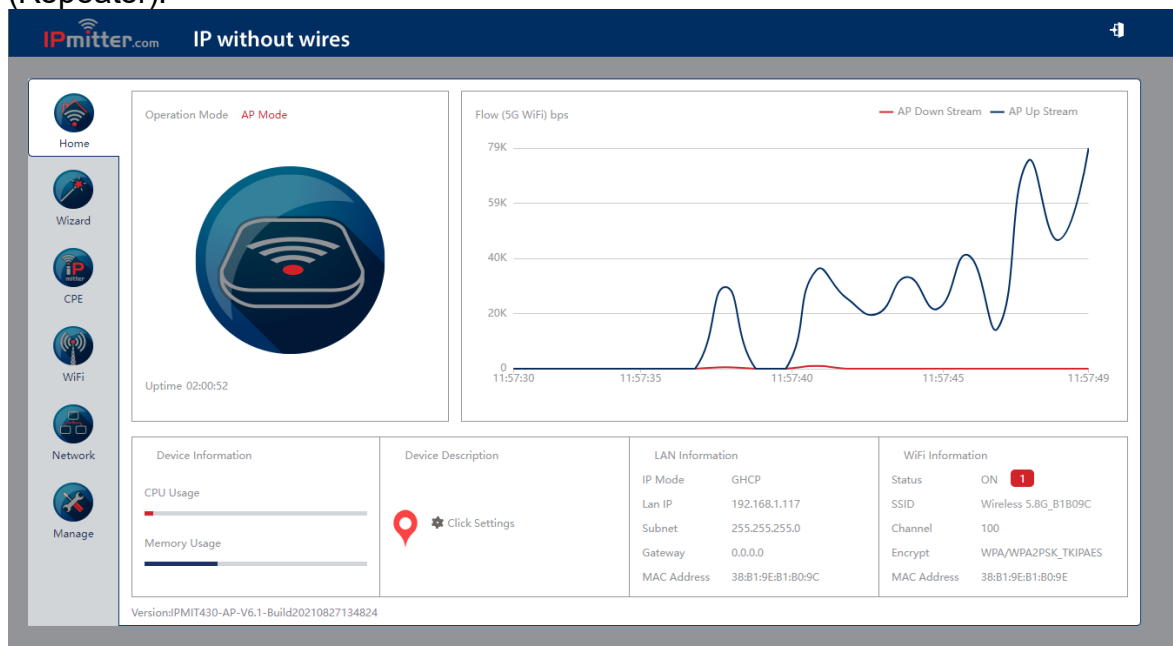 (Repeater).
IPmitter.com IP without wires
Home
Wizard
iP
mitter
CPE
WiFi
Network
Manage
Operation Mode AP Mode
Uptime 02:00:52
Flow (5G WiFi) bps
AP Down Stream AP Up Stream
79K
59K
40K
20K
0
11:57:30 11:57:35 11:57:40 11:57:45 11:57:49
Device Information
CPU Usage
Memory Usage
Device Description
Click Settings
LAN Information
IP Mode GHCP
Lan IP 192.168.1.117
Subnet 255.255.255.0
Gateway 0.0.0.0
MAC Address 38:B1:9E:B1:B0:9C
WiFi Information
Status ON 1
SSID Wireless 5.8G_B1B09C
Channel 100
Encrypt WPA/WPA2PSK_TKIPAES
MAC Address 38:B1:9E:B1:B0:9E
Version:IPMIT430-AP-V6.1-Build20210827134824